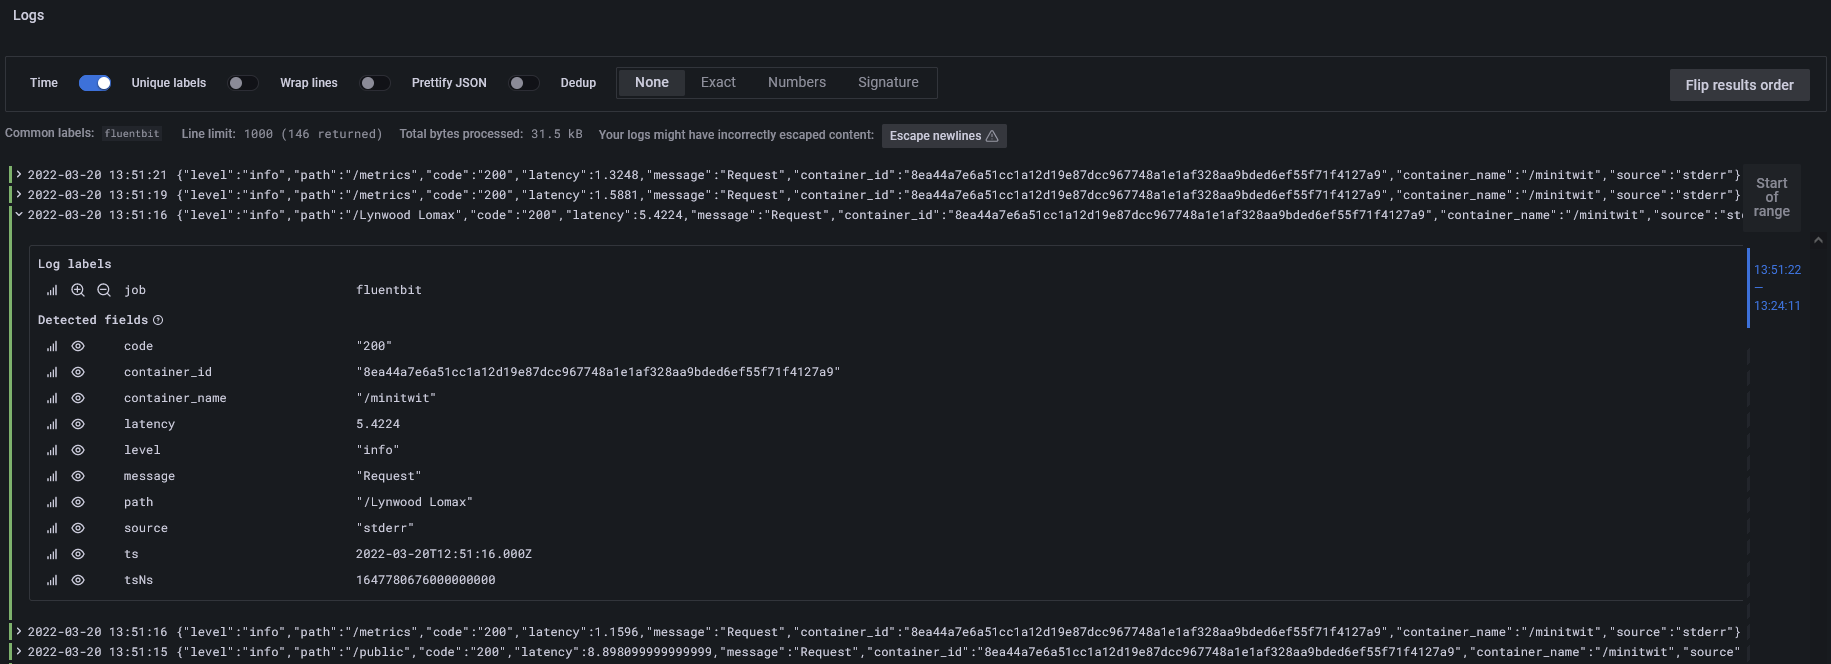 Logs
Time Unique labels Wrap lines Prettify JSON Dedup None Exact Numbers Signature Flip results order
Common labels: fluentbit Line limit: 1000 (146 returned) Total bytes processed: 31.5 kB Your logs might have incorrectly escaped content: Escape newlines
2022-03-20 13:51:21 {"level":"info","path":"/metrics","code":"200","latency":1.3248,"message":"Request","container_id":"8ea44a7e6a51cc1a12d19e87dcc967748a1e1af328aa9bded6ef55f71f4127a9","container_name":"/minitwit","source":"stderr"}
2022-03-20 13:51:19 {"level":"info","path":"/metrics","code":"200","latency":1.5881,"message":"Request","container_id":"8ea44a7e6a51cc1a12d19e87dcc967748a1e1af328aa9bded6ef55f71f4127a9","container_name":"/minitwit","source":"stderr"}
2022-03-20 13:51:16 {"level":"info","path":"/Lynwood Lomax","code":"200","latency":5.4224,"message":"Request","container_id":"8ea44a7e6a51cc1a12d19e87dcc967748a1e1af328aa9bded6ef55f71f4127a9","container_name":"/minitwit","source":"st
Start
of
range
Log labels
job fluentbit
13:51:22
—
13:24:11
Detected fields
code "200"
container_id "8ea44a7e6a51cc1a12d19e87dcc967748a1e1af328aa9bded6ef55f71f4127a9"
container_name "/minitwit"
latency 5.4224
level "info"
message "Request"
path "/Lynwood Lomax"
source "stderr"
ts 2022-03-20T12:51:16.000Z
tsNs 1647780676000000000
2022-03-20 13:51:16 {"level":"info","path":"/metrics","code":"200","latency":1.1596,"message":"Request","container_id":"8ea44a7e6a51cc1a12d19e87dcc967748a1e1af328aa9bded6ef55f71f4127a9","container_name":"/minitwit","source":"stderr"}
2022-03-20 13:51:15 {"level":"info","path":"/public","code":"200","latency":8.898099999999999,"message":"Request","container_id":"8ea44a7e6a51cc1a12d19e87dcc967748a1e1af328aa9bded6ef55f71f4127a9","container_name":"/minitwit","source"